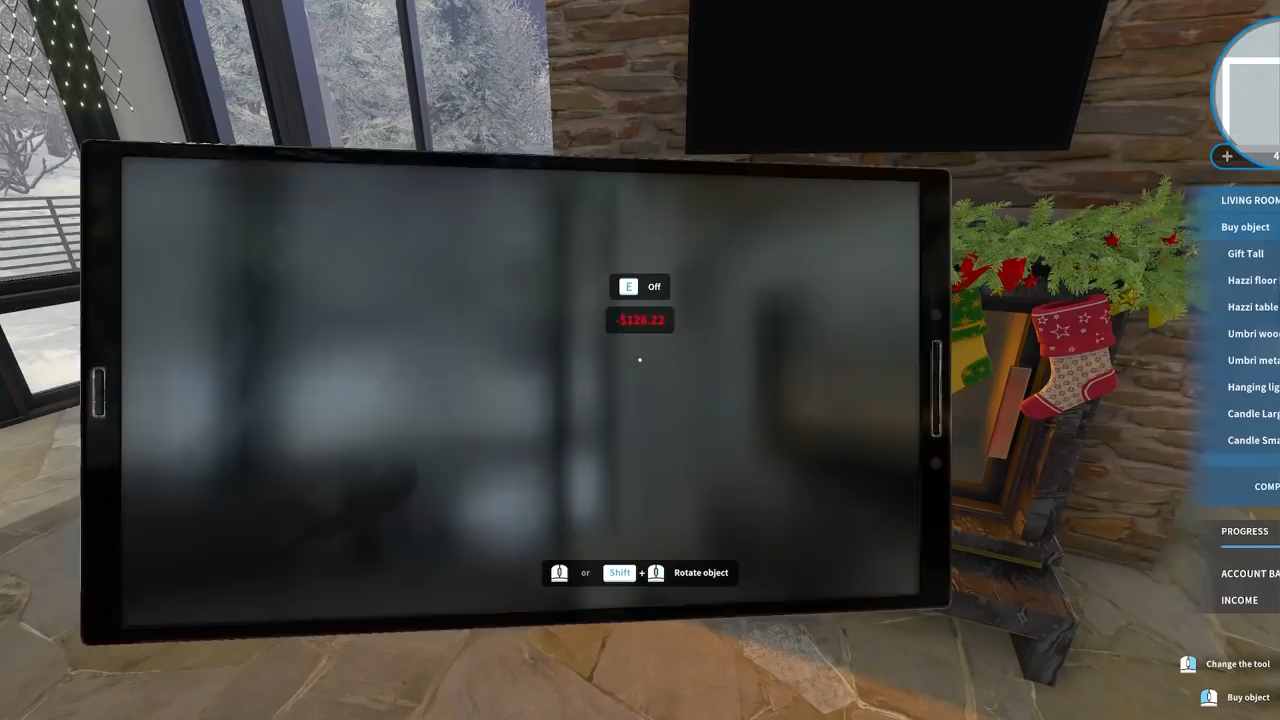 4
LIVING ROOM
Buy object
Gift Tall
Hazzi floor
Hazzi table
Umbri woo
Umbri meta
Hanging lig
Candle Larg
Candle Sma
COMP
PROGRESS
ACCOUNT BA
INCOME
E Off
-$126.22
or Shift + Rotate object
Change the tool
Buy object